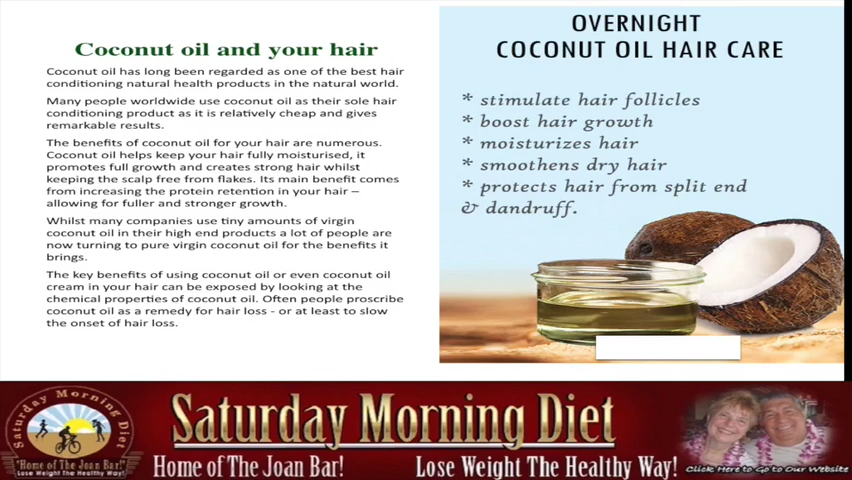 Coconut oil and your hair
Coconut oil has long been regarded as one of the best hair
conditioning natural health products in the natural world.
Many people worldwide use coconut oil as their sole hair
conditioning product as it is relatively cheap and gives
remarkable results.
The benefits of coconut oil for your hair are numerous.
Coconut oil helps keep your hair fully moisturised, it
promotes full growth and creates strong hair whilst
keeping the scalp free from flakes. Its main benefit comes
from increasing the protein retention in your hair –
allowing for fuller and stronger growth.
Whilst many companies use tiny amounts of virgin
coconut oil in their high end products a lot of people are
now turning to pure virgin coconut oil for the benefits it
brings.
The key benefits of using coconut oil or even coconut oil
cream in your hair can be exposed by looking at the
chemical properties of coconut oil. Often people proscribe
coconut oil as a remedy for hair loss - or at least to slow
the onset of hair loss.
OVERNIGHT
COCONUT OIL HAIR CARE
* stimulate hair follicles
* boost hair growth
* moisturizes hair
* smoothens dry hair
* protects hair from split end
& dandruff.
Saturday Morning Diet
"Home of The Joan Bar!"
Lose Weight The Healthy Way!
Saturday Morning Diet
Home of The Joan Bar! Lose Weight The Healthy Way!
Click Here to Go to Our Website